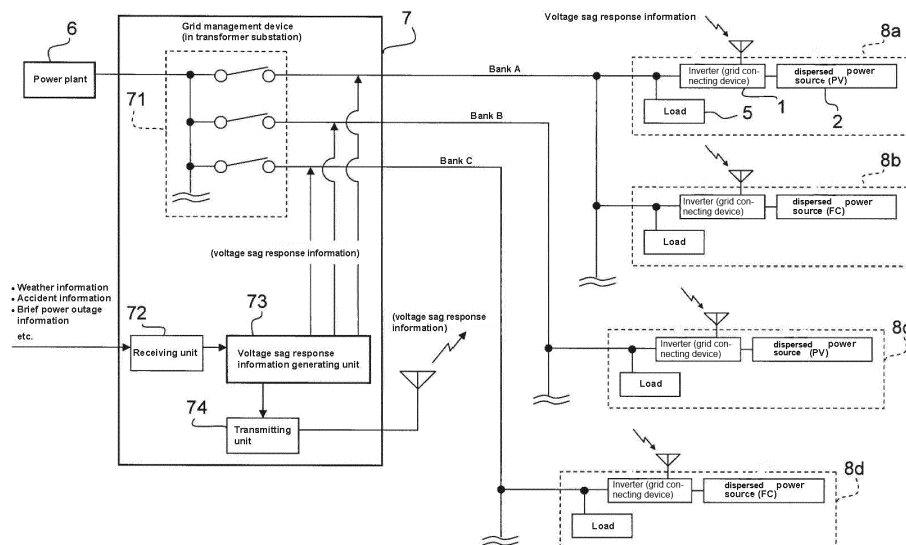 Grid management device
(in transformer substation)
7
6
Power plant
71
Bank A
Bank B
Bank C
Voltage sag response information
8a
Inverter (grid con-
necting device)
dispersed power
source (PV)
Load
5
1
2
8b
Inverter (grid con-
necting device)
dispersed power
source (FC)
Load
(voltage sag response information)
• Weather information
• Accident information
• Brief power outage
information
etc.
72
Receiving unit
73
Voltage sag response
information generating unit
74
Transmitting
unit
(voltage sag response
information)
8c
Inverter (grid con-
necting device)
dispersed power
source (PV)
Load
8d
Inverter (grid con-
necting device)
dispersed power
source (FC)
Load